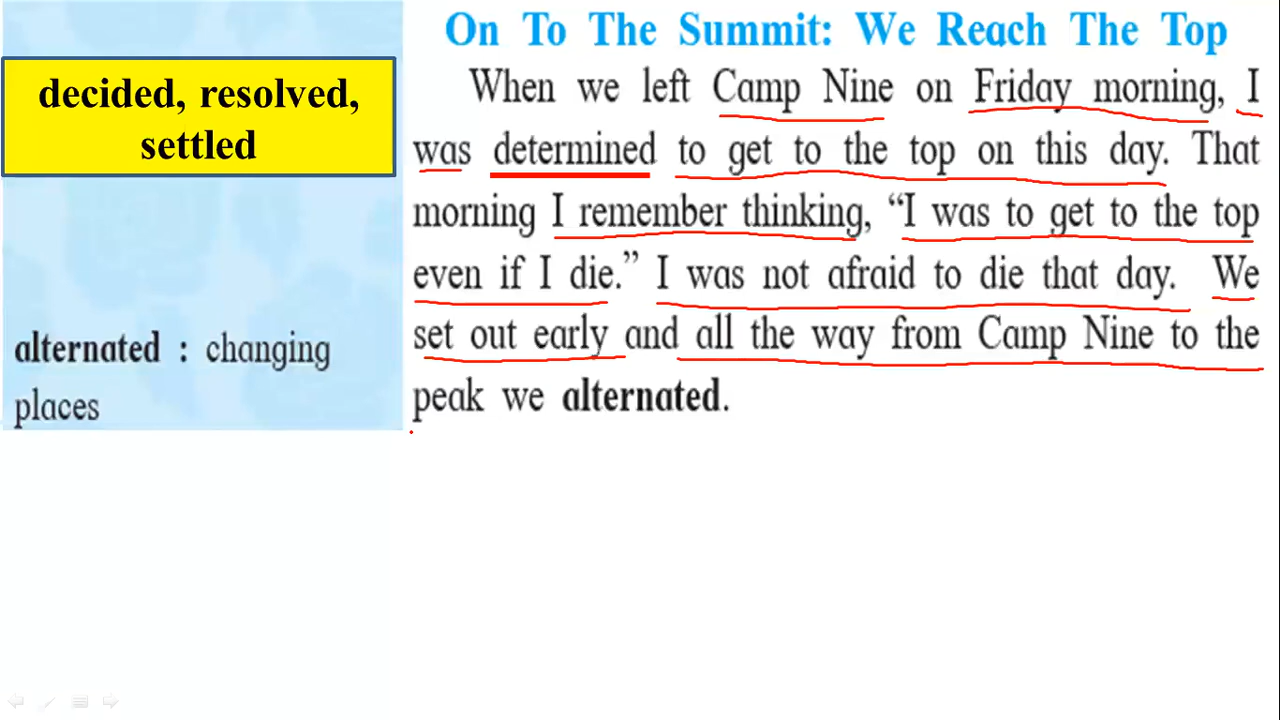 On To The Summit: We Reach The Top
decided, resolved,
settled
When we left Camp Nine on Friday morning, I
was determined to get to the top on this day. That
morning I remember thinking, “I was to get to the top
even if I die.” I was not afraid to die that day. We
set out early and all the way from Camp Nine to the
peak we alternated.
alternated : changing
places